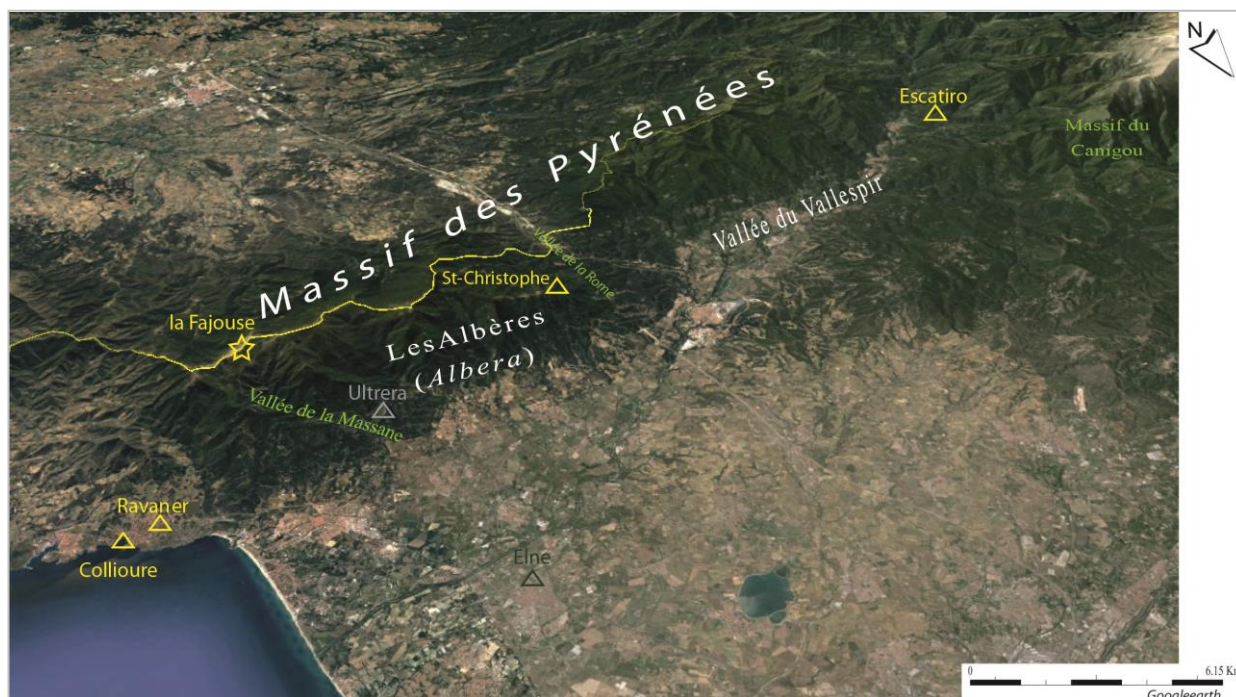 N
Escatiro
Massif du
Canigou
Massif des Pyrénées
Vallée du Vallespir
Vallée de la Rome
St-Christophe
la Fajouse
LesAlbères
(Albera)
Ultrera
Vallée de la Massane
Ravaner
Collioure
Elne
0 6.15 Km
Googleearth